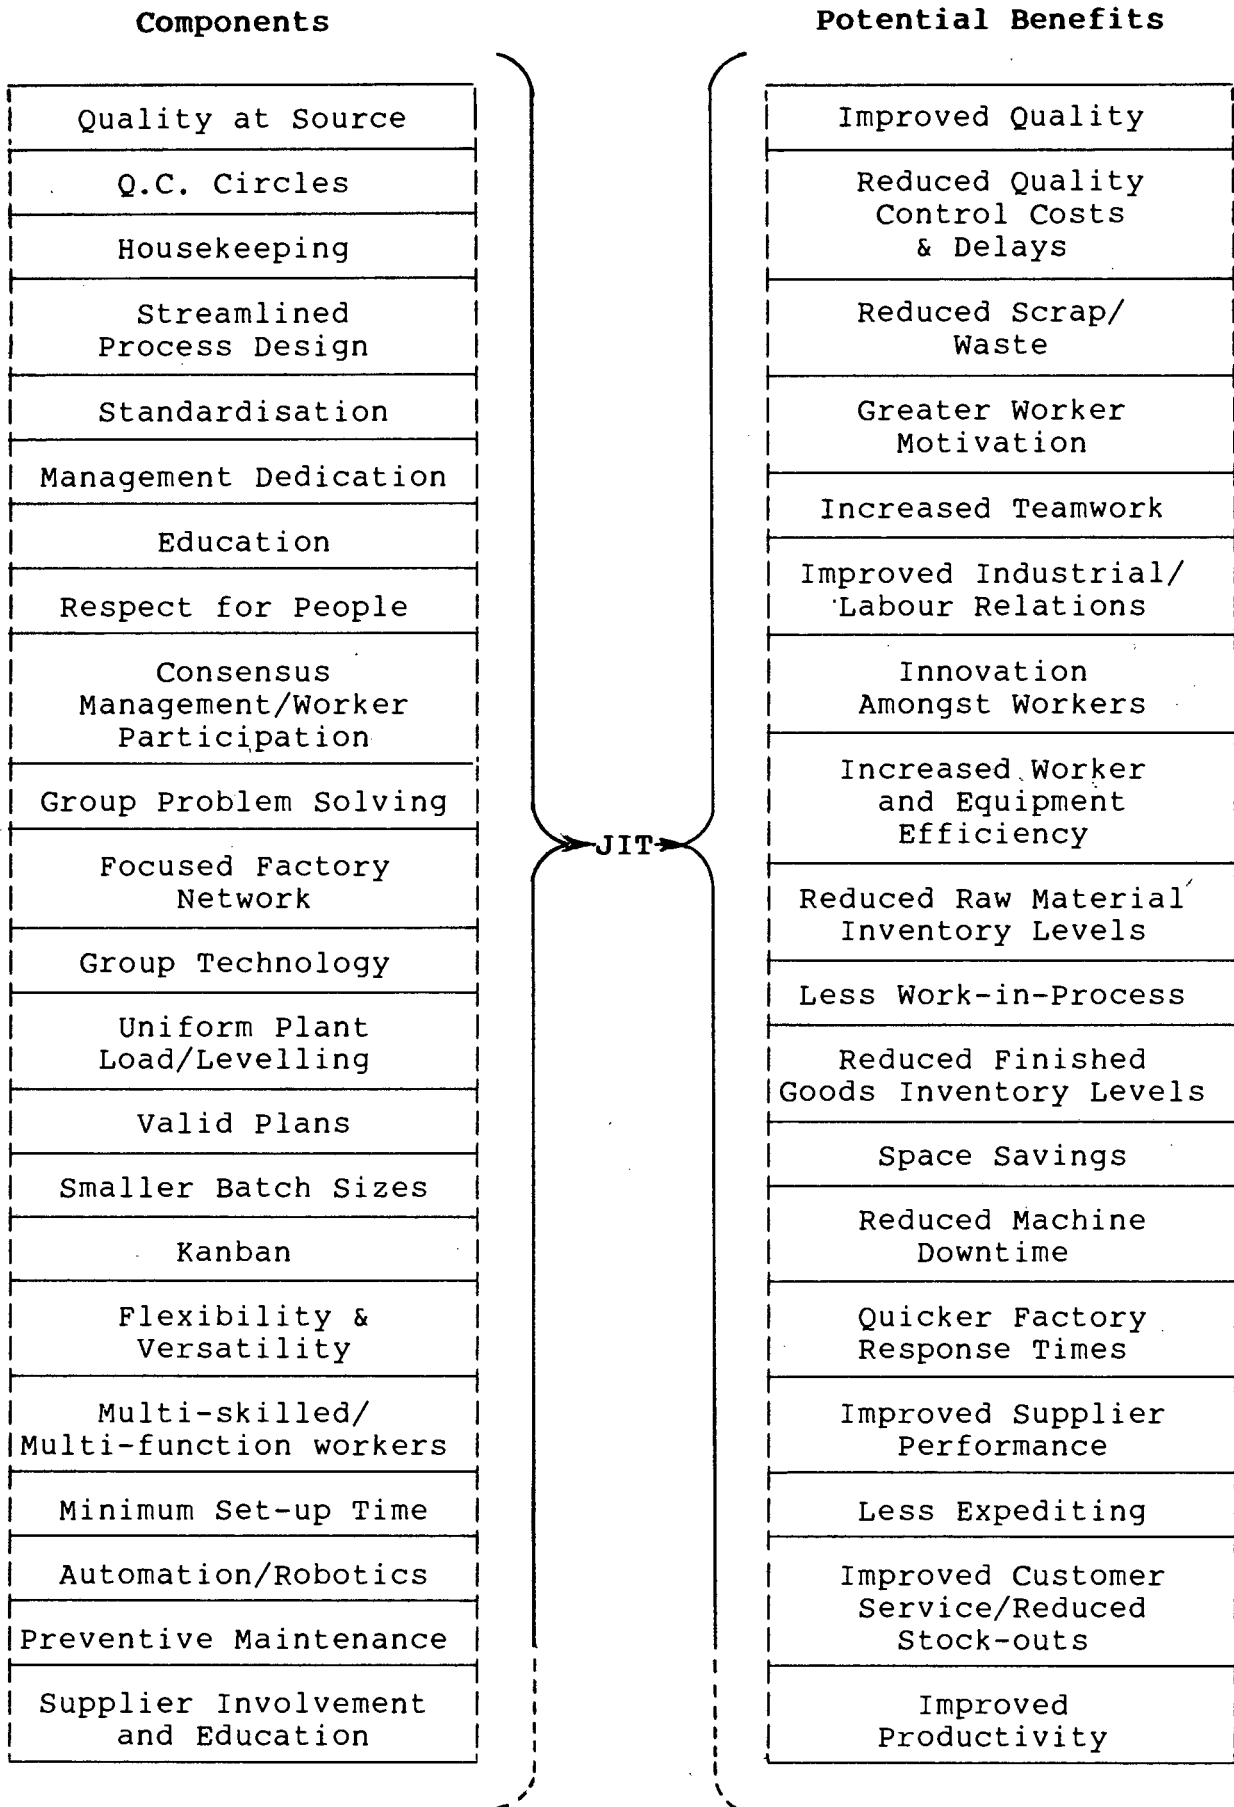 Components
Quality at Source
Q.C. Circles
Housekeeping
Streamlined
Process Design
Standardisation
Management Dedication
Education
Respect for People
Consensus
Management/Worker
Participation
Group Problem Solving
Focused Factory
Network
Group Technology
Uniform Plant
Load/Levelling
Valid Plans
Smaller Batch Sizes
Kanban
Flexibility &
Versatility
Multi-skilled/
Multi-function workers
Minimum Set-up Time
Automation/Robotics
Preventive Maintenance
Supplier Involvement
and Education
JIT
Potential Benefits
Improved Quality
Reduced Quality
Control Costs
& Delays
Reduced Scrap/
Waste
Greater Worker
Motivation
Increased Teamwork
Improved Industrial/
Labour Relations
Innovation
Amongst Workers
Increased Worker
and Equipment
Efficiency
Reduced Raw Material
Inventory Levels
Less Work-in-Process
Reduced Finished
Goods Inventory Levels
Space Savings
Reduced Machine
Downtime
Quicker Factory
Response Times
Improved Supplier
Performance
Less Expediting
Improved Customer
Service/Reduced
Stock-outs
Improved
Productivity